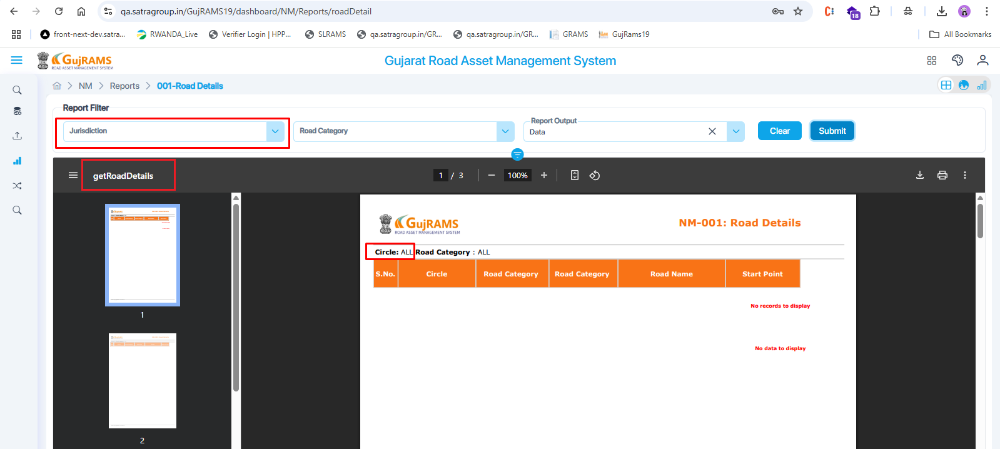 qa.satragroup.in/GujRAMS19/dashboard/NM/Reports/roadDetail
18
front-next-dev.satra...
RWANDA_Live
Verifier Login | HPP...
SLRAMS
qa.satragroup.in/GR...
qa.satragroup.in/GR...
GRAMS
GujRams19
All Bookmarks
GujRAMS
ROAD ASSET MANAGEMENT SYSTEM
Gujarat Road Asset Management System
NM > Reports > 001-Road Details
Report Filter
Jurisdiction
Road Category
Report Output
Data
Clear
Submit
getRoadDetails
1 / 3
100%
GujRAMS
ROAD ASSET MANAGEMENT SYSTEM
NM-001: Road Details
Circle: ALL Road Category : ALL
S.No. Circle Road Category Road Category Road Name Start Point
No records to display
No data to display
1
2